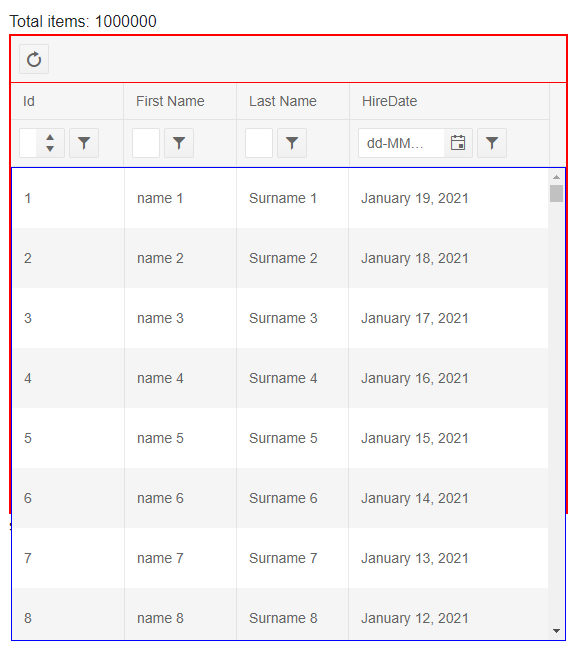 Total items: 1000000
Id First Name Last Name HireDate
dd-MM...
1 name 1 Surname 1 January 19, 2021
2 name 2 Surname 2 January 18, 2021
3 name 3 Surname 3 January 17, 2021
4 name 4 Surname 4 January 16, 2021
5 name 5 Surname 5 January 15, 2021
6 name 6 Surname 6 January 14, 2021
7 name 7 Surname 7 January 13, 2021
8 name 8 Surname 8 January 12, 2021